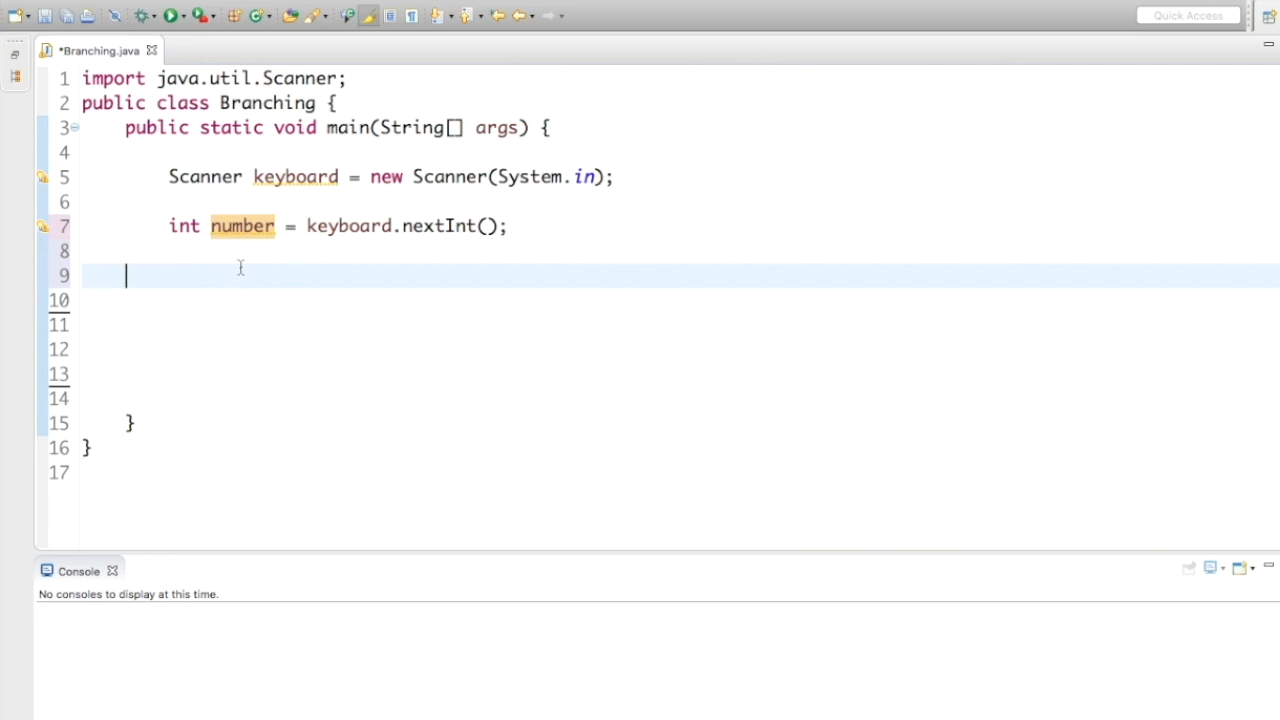 Quick Access
*Branching.java
1 import java.util.Scanner;
2 public class Branching {
3 public static void main(String[] args) {
4
5 Scanner keyboard = new Scanner(System.in);
6
7 int number = keyboard.nextInt();
8
9
10
11
12
13
14
15 }
16 }
17
Console
No consoles to display at this time.